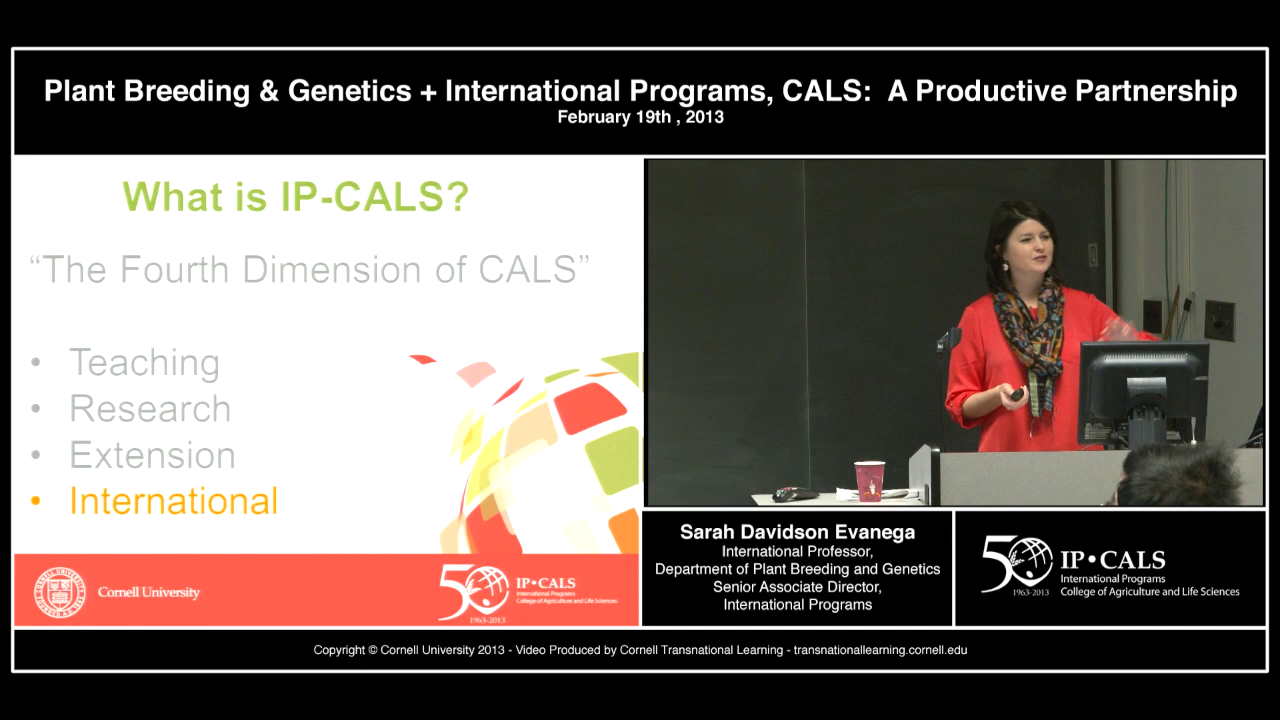 Plant Breeding & Genetics + International Programs, CALS: A Productive Partnership
February 19th , 2013
What is IP-CALS?
“The Fourth Dimension of CALS”
• Teaching
• Research
• Extension
• International
Cornell University
50
1963-2013
IP•CALS
International Programs
College of Agriculture and Life Sciences
Sarah Davidson Evanega
International Professor,
Department of Plant Breeding and Genetics
Senior Associate Director,
International Programs
50
1963-2013
IP•CALS
International Programs
College of Agriculture and Life Sciences
Copyright © Cornell University 2013 - Video Produced by Cornell Transnational Learning - transnationallearning.cornell.edu